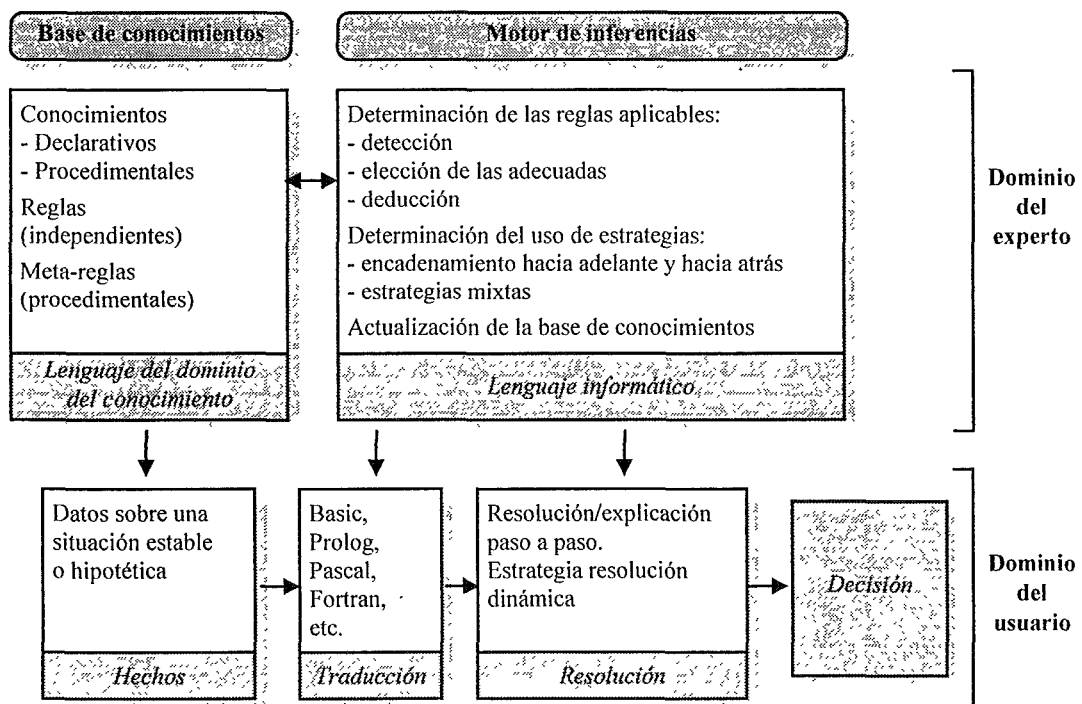 Base de conocimientos
Motor de inferencias
Conocimientos
- Declarativos
- Procedimentales
Reglas
(independientes)
Meta-reglas
(procedimentales)
Lenguaje del dominio
del conocimiento
Determinación de las reglas aplicables:
- detección
- elección de las adecuadas
- deducción
Determinación del uso de estrategias:
- encadenamiento hacia adelante y hacia atrás
- estrategias mixtas
Actualización de la base de conocimientos
Lenguaje informático
Dominio
del
experto
Datos sobre una
situación estable
o hipotética
Hechos
Basic,
Prolog,
Pascal,
Fortran,
etc.
Traducción
Resolución/explicación
paso a paso.
Estrategia resolución
dinámica
Resolución
Decisión
Dominio
del
usuario